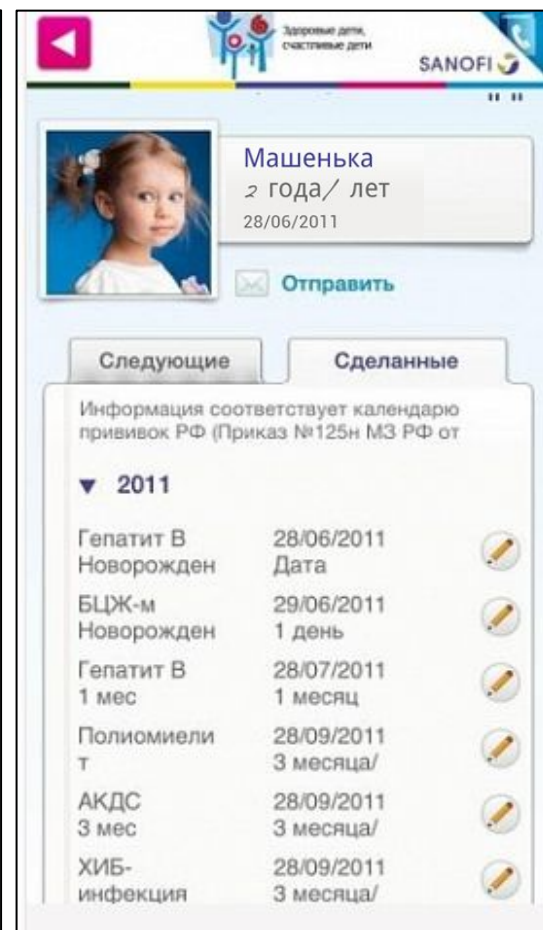 Здоровые дети,
счастливые дети
SANOFI
Машенька
2 года/ лет
28/06/2011
Отправить
Следующие
Сделанные
Информация соответствует календарю
прививок РФ (Приказ №125н МЗ РФ от
2011
Гепатит В 28/06/2011
Новорожден Дата
БЦЖ-м 29/06/2011
Новорожден 1 день
Гепатит В 28/07/2011
1 мес 1 месяц
Полиомиели 28/09/2011
т 3 месяца/
АКДС 28/09/2011
3 мес 3 месяца/
ХИБ- 28/09/2011
инфекция 3 месяца/